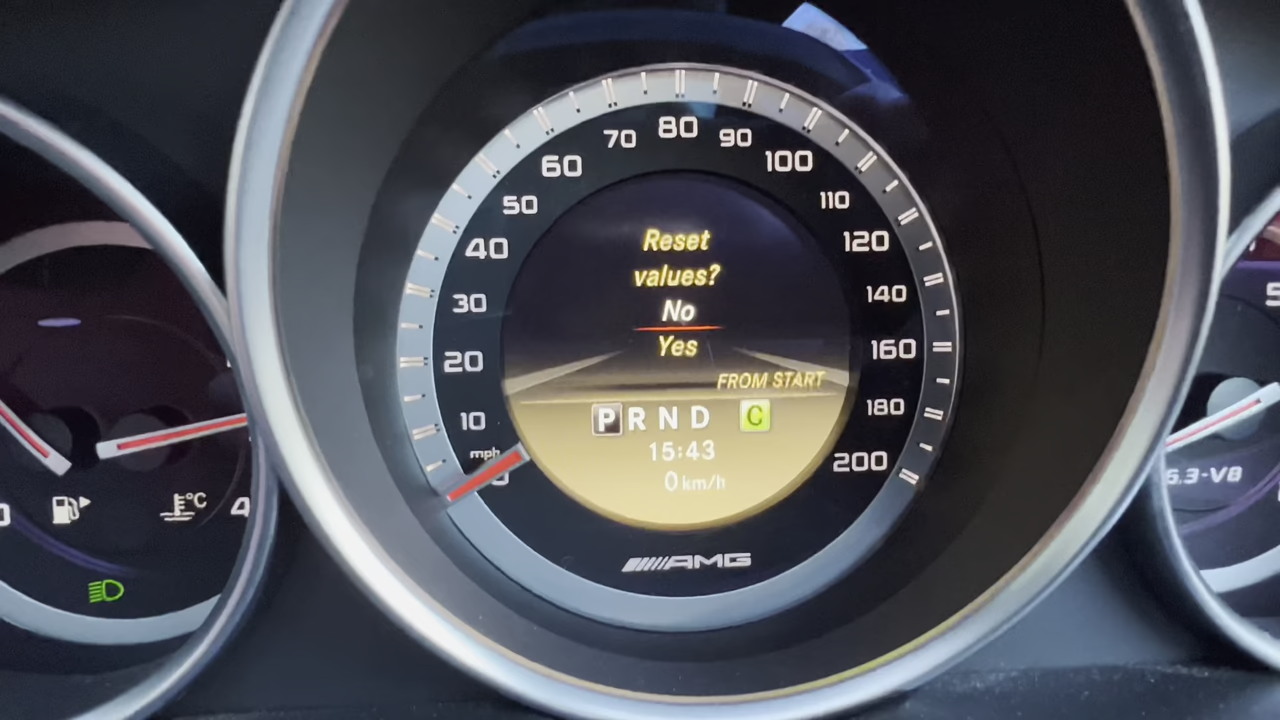 80
70
90
60
100
50
110
40
120
30
140
20
160
10
180
mph
200
Reset
values?
No
Yes
FROM START
P R N D C
15:43
0 km/h
AMG
°C
6.3-V8